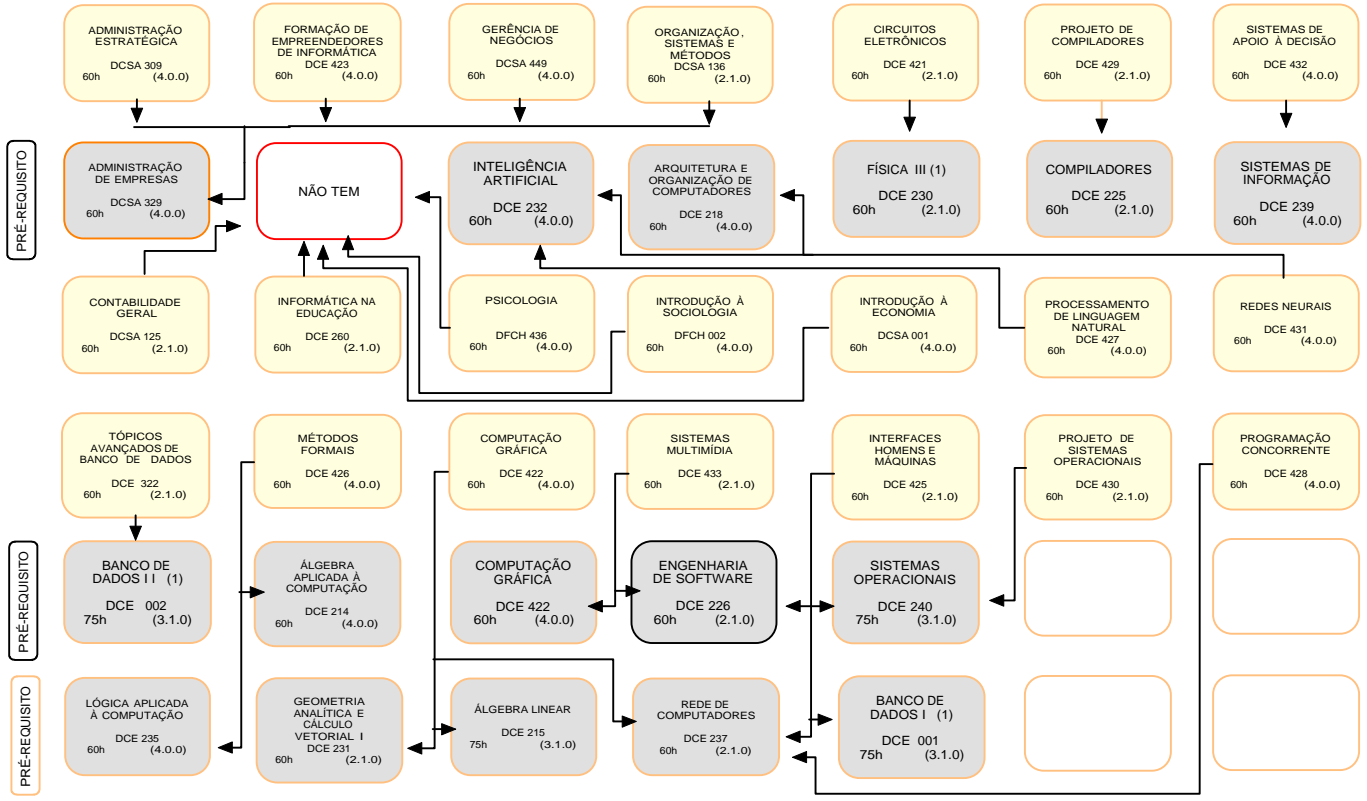 ADMINISTRAÇÃO
ESTRATÉGICA
DCSA 309
60h (4.0.0)
FORMAÇÃO DE
EMPREENDEDORES
DE INFORMÁTICA
DCE 423
60h (4.0.0)
GERÊNCIA DE
NEGÓCIOS
DCSA 449
60h (4.0.0)
ORGANIZAÇÃO,
SISTEMAS E
MÉTODOS
DCSA 136
60h (2.1.0)
CIRCUITOS
ELETRÔNICOS
DCE 421
60h (2.1.0)
PROJETO DE
COMPILADORES
DCE 429
60h (2.1.0)
SISTEMAS DE
APOIO À DECISÃO
DCE 432
60h (4.0.0)
PRÉ-REQUISITO
ADMINISTRAÇÃO
DE EMPRESAS
DCSA 329
60h (4.0.0)
NÃO TEM
INTELIGÊNCIA
ARTIFICIAL
DCE 232
60h (4.0.0)
ARQUITETURA E
ORGANIZAÇÃO DE
COMPUTADORES
DCE 218
60h (4.0.0)
FÍSICA III (1)
DCE 230
60h (2.1.0)
COMPILADORES
DCE 225
60h (2.1.0)
SISTEMAS DE
INFORMAÇÃO
DCE 239
60h (4.0.0)
CONTABILIDADE
GERAL
DCSA 125
60h (2.1.0)
INFORMÁTICA NA
EDUCAÇÃO
DCE 260
60h (2.1.0)
PSICOLOGIA
DFCH 436
60h (4.0.0)
INTRODUÇÃO À
SOCIOLOGIA
DFCH 002
60h (4.0.0)
INTRODUÇÃO À
ECONOMIA
DCSA 001
60h (4.0.0)
PROCESSAMENTO
DE LINGUAGEM
NATURAL
DCE 427
60h (4.0.0)
REDES NEURAIS
DCE 431
60h (4.0.0)
TÓPICOS
AVANÇADOS DE
BANCO DE DADOS
DCE 322
60h (2.1.0)
MÉTODOS
FORMAIS
DCE 426
60h (4.0.0)
COMPUTAÇÃO
GRÁFICA
DCE 422
60h (4.0.0)
SISTEMAS
MULTIMÍDIA
DCE 433
60h (2.1.0)
INTERFACES
HOMENS E
MÁQUINAS
DCE 425
60h (2.1.0)
PROJETO DE
SISTEMAS
OPERACIONAIS
DCE 430
60h (2.1.0)
PROGRAMAÇÃO
CONCORRENTE
DCE 428
60h (4.0.0)
PRÉ-REQUISITO
BANCO DE
DADOS I I (1)
DCE 002
75h (3.1.0)
ÁLGEBRA
APLICADA À
COMPUTAÇÃO
DCE 214
60h (4.0.0)
COMPUTAÇÃO
GRÁFICA
DCE 422
60h (4.0.0)
ENGENHARIA
DE SOFTWARE
DCE 226
60h (2.1.0)
SISTEMAS
OPERACIONAIS
DCE 240
75h (3.1.0)
PRÉ-REQUISITO
LÓGICA APLICADA
À COMPUTAÇÃO
DCE 235
60h (4.0.0)
GEOMETRIA
ANALÍTICA E
CÁLCULO
VETORIAL I
DCE 231
60h (2.1.0)
ÁLGEBRA LINEAR
DCE 215
75h (3.1.0)
REDE DE
COMPUTADORES
DCE 237
60h (2.1.0)
BANCO DE
DADOS I (1)
DCE 001
75h (3.1.0)